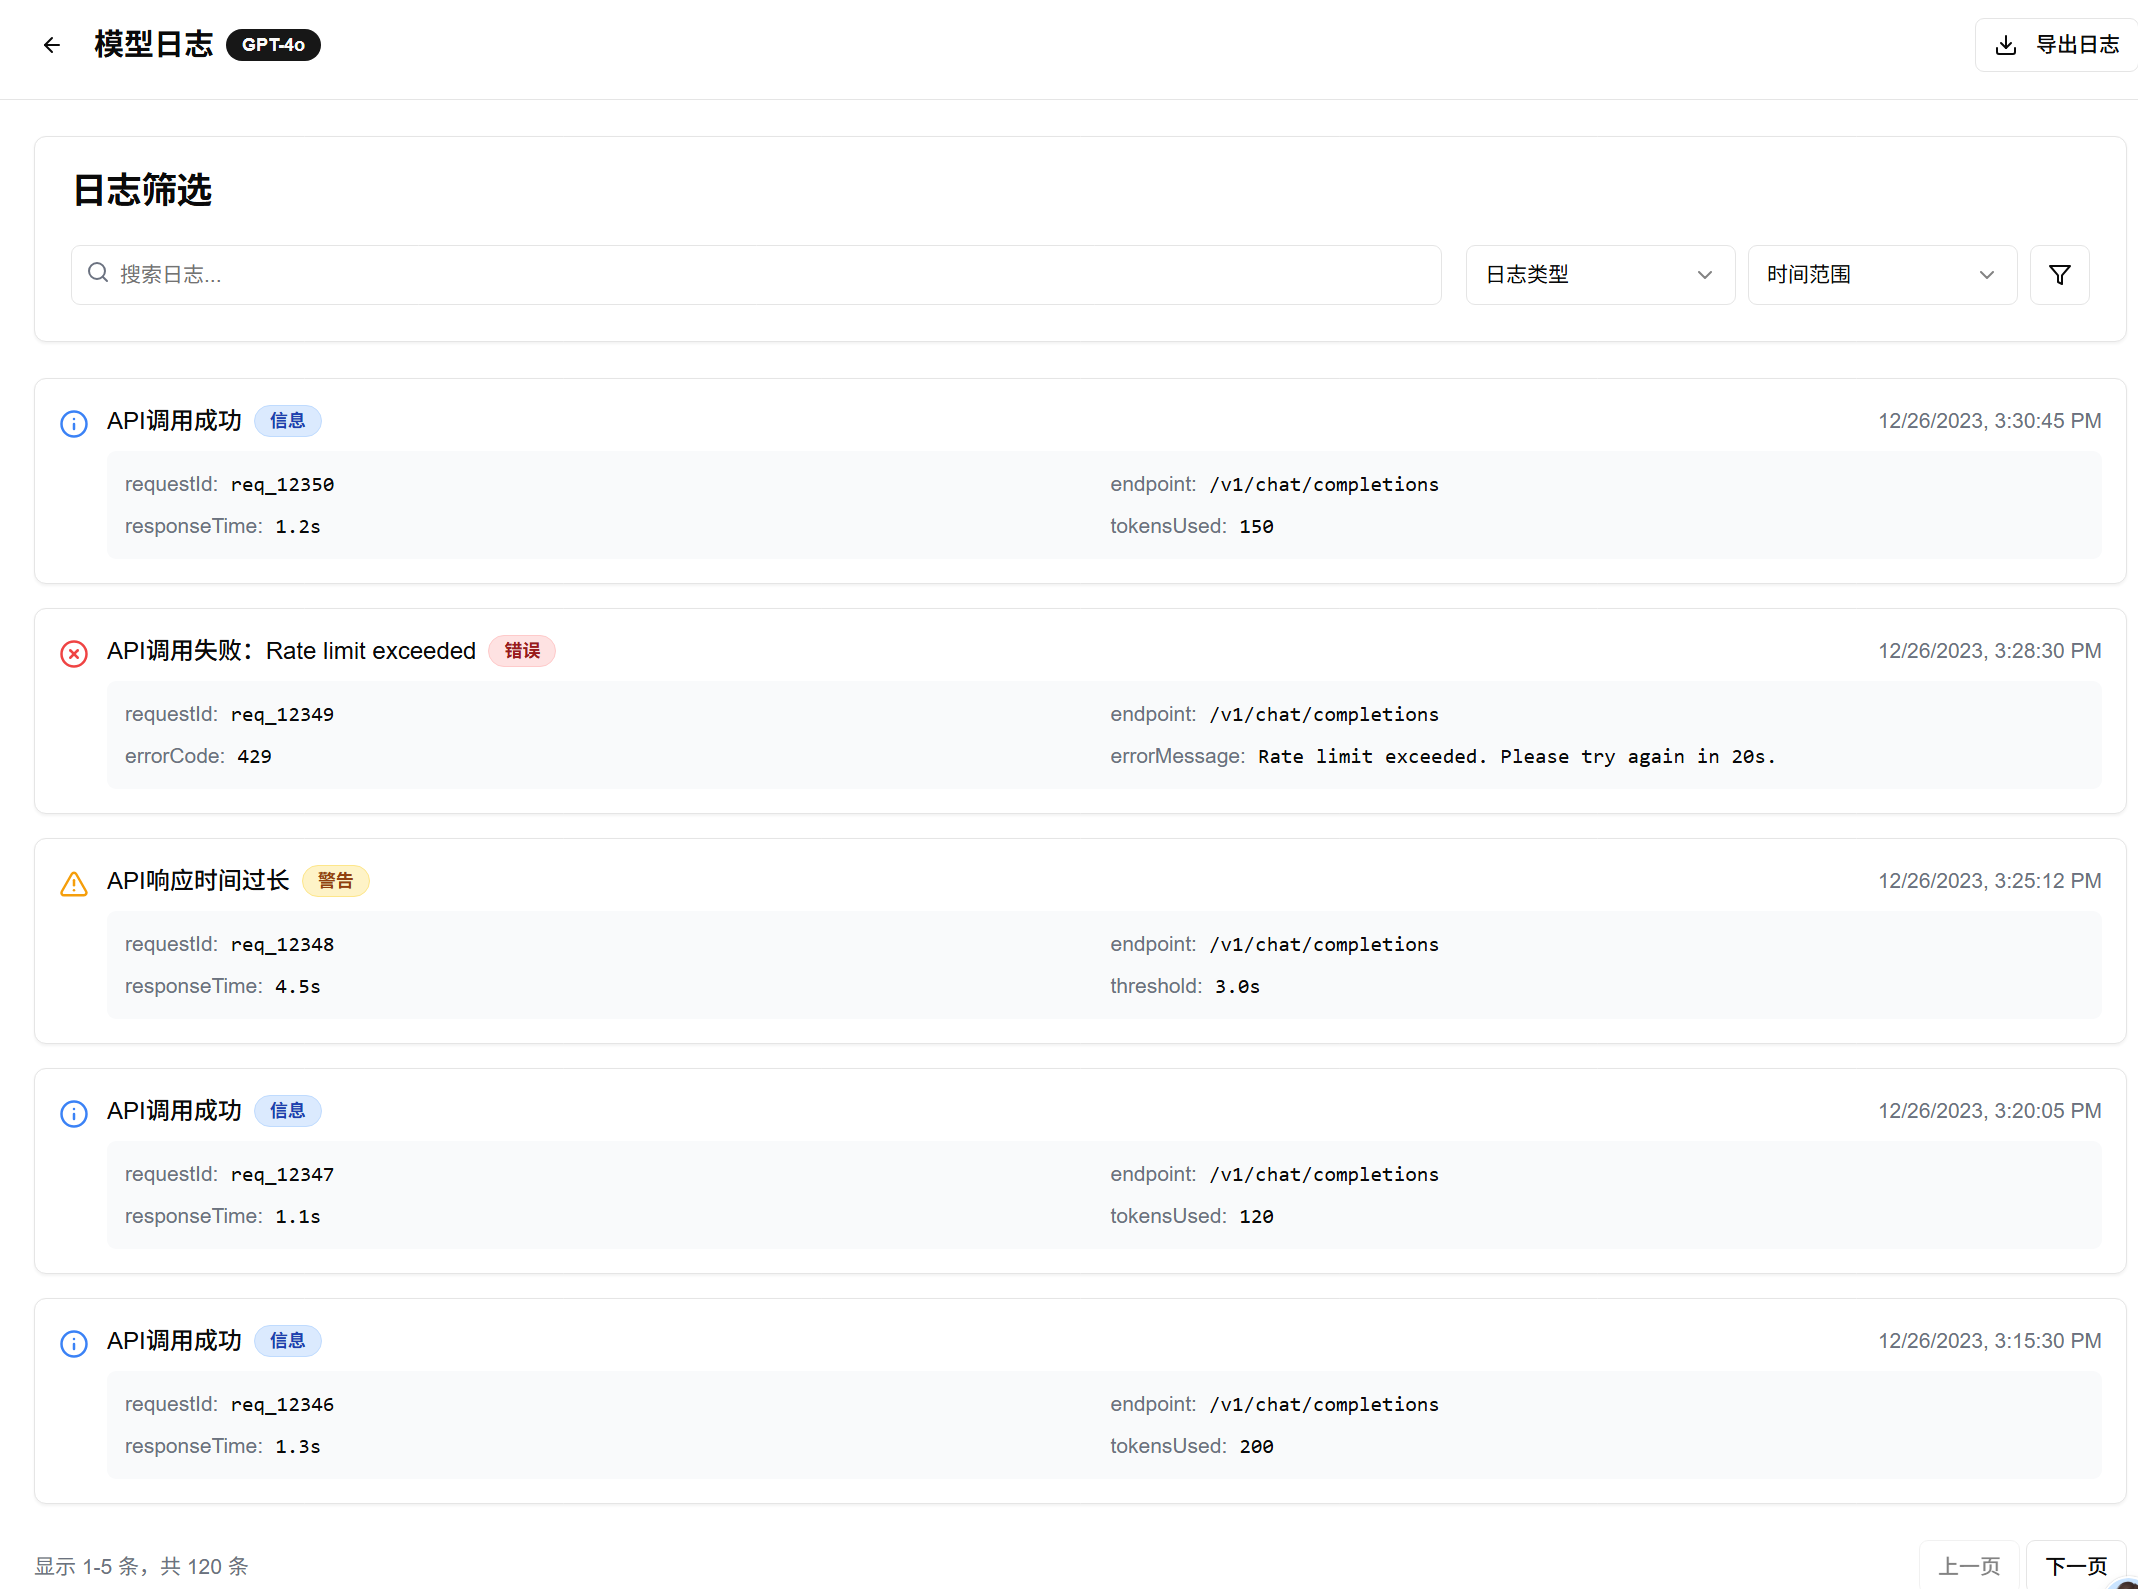 模型日志 GPT-4o 导出日志
日志筛选
搜索日志... 日志类型 时间范围
API调用成功 信息 12/26/2023, 3:30:45 PM
requestId: req_12350 endpoint: /v1/chat/completions
responseTime: 1.2s tokensUsed: 150
API调用失败：Rate limit exceeded 错误 12/26/2023, 3:28:30 PM
requestId: req_12349 endpoint: /v1/chat/completions
errorCode: 429 errorMessage: Rate limit exceeded. Please try again in 20s.
API响应时间过长 警告 12/26/2023, 3:25:12 PM
requestId: req_12348 endpoint: /v1/chat/completions
responseTime: 4.5s threshold: 3.0s
API调用成功 信息 12/26/2023, 3:20:05 PM
requestId: req_12347 endpoint: /v1/chat/completions
responseTime: 1.1s tokensUsed: 120
API调用成功 信息 12/26/2023, 3:15:30 PM
requestId: req_12346 endpoint: /v1/chat/completions
responseTime: 1.3s tokensUsed: 200
显示 1-5 条，共 120 条 上一页 下一页